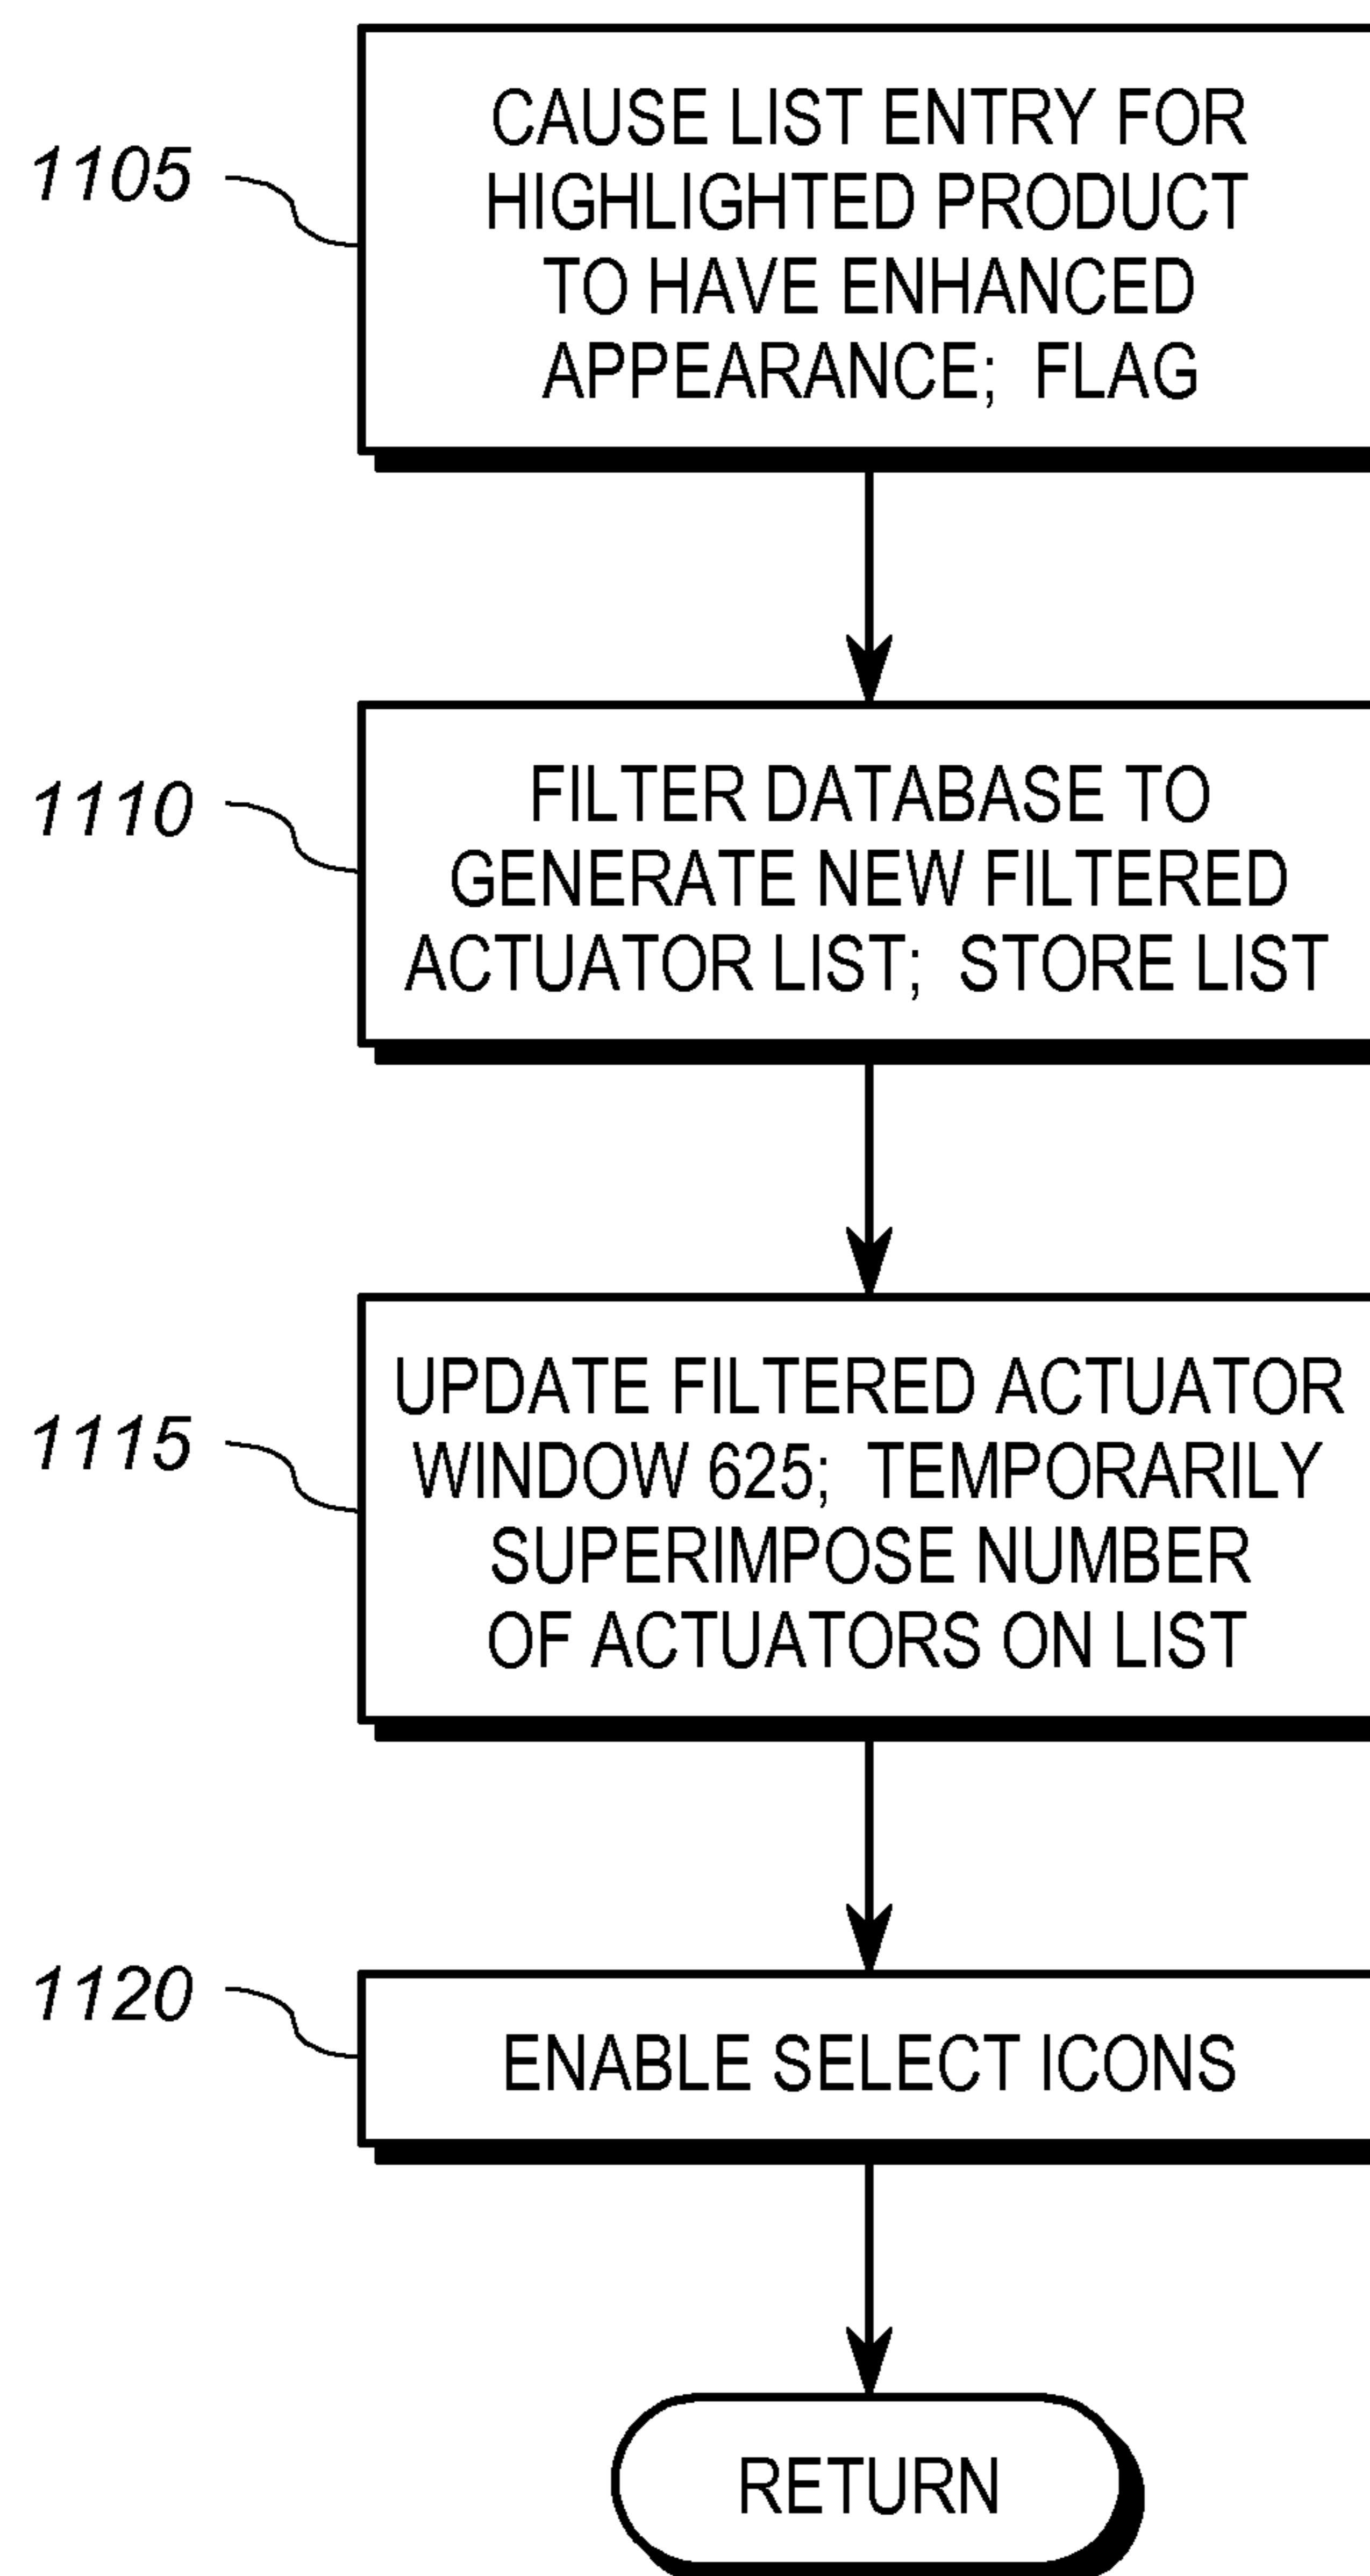 1105
CAUSE LIST ENTRY FOR
HIGHLIGHTED PRODUCT
TO HAVE ENHANCED
APPEARANCE; FLAG
1110
FILTER DATABASE TO
GENERATE NEW FILTERED
ACTUATOR LIST; STORE LIST
1115
UPDATE FILTERED ACTUATOR
WINDOW 625; TEMPORARILY
SUPERIMPOSE NUMBER
OF ACTUATORS ON LIST
1120
ENABLE SELECT ICONS
RETURN